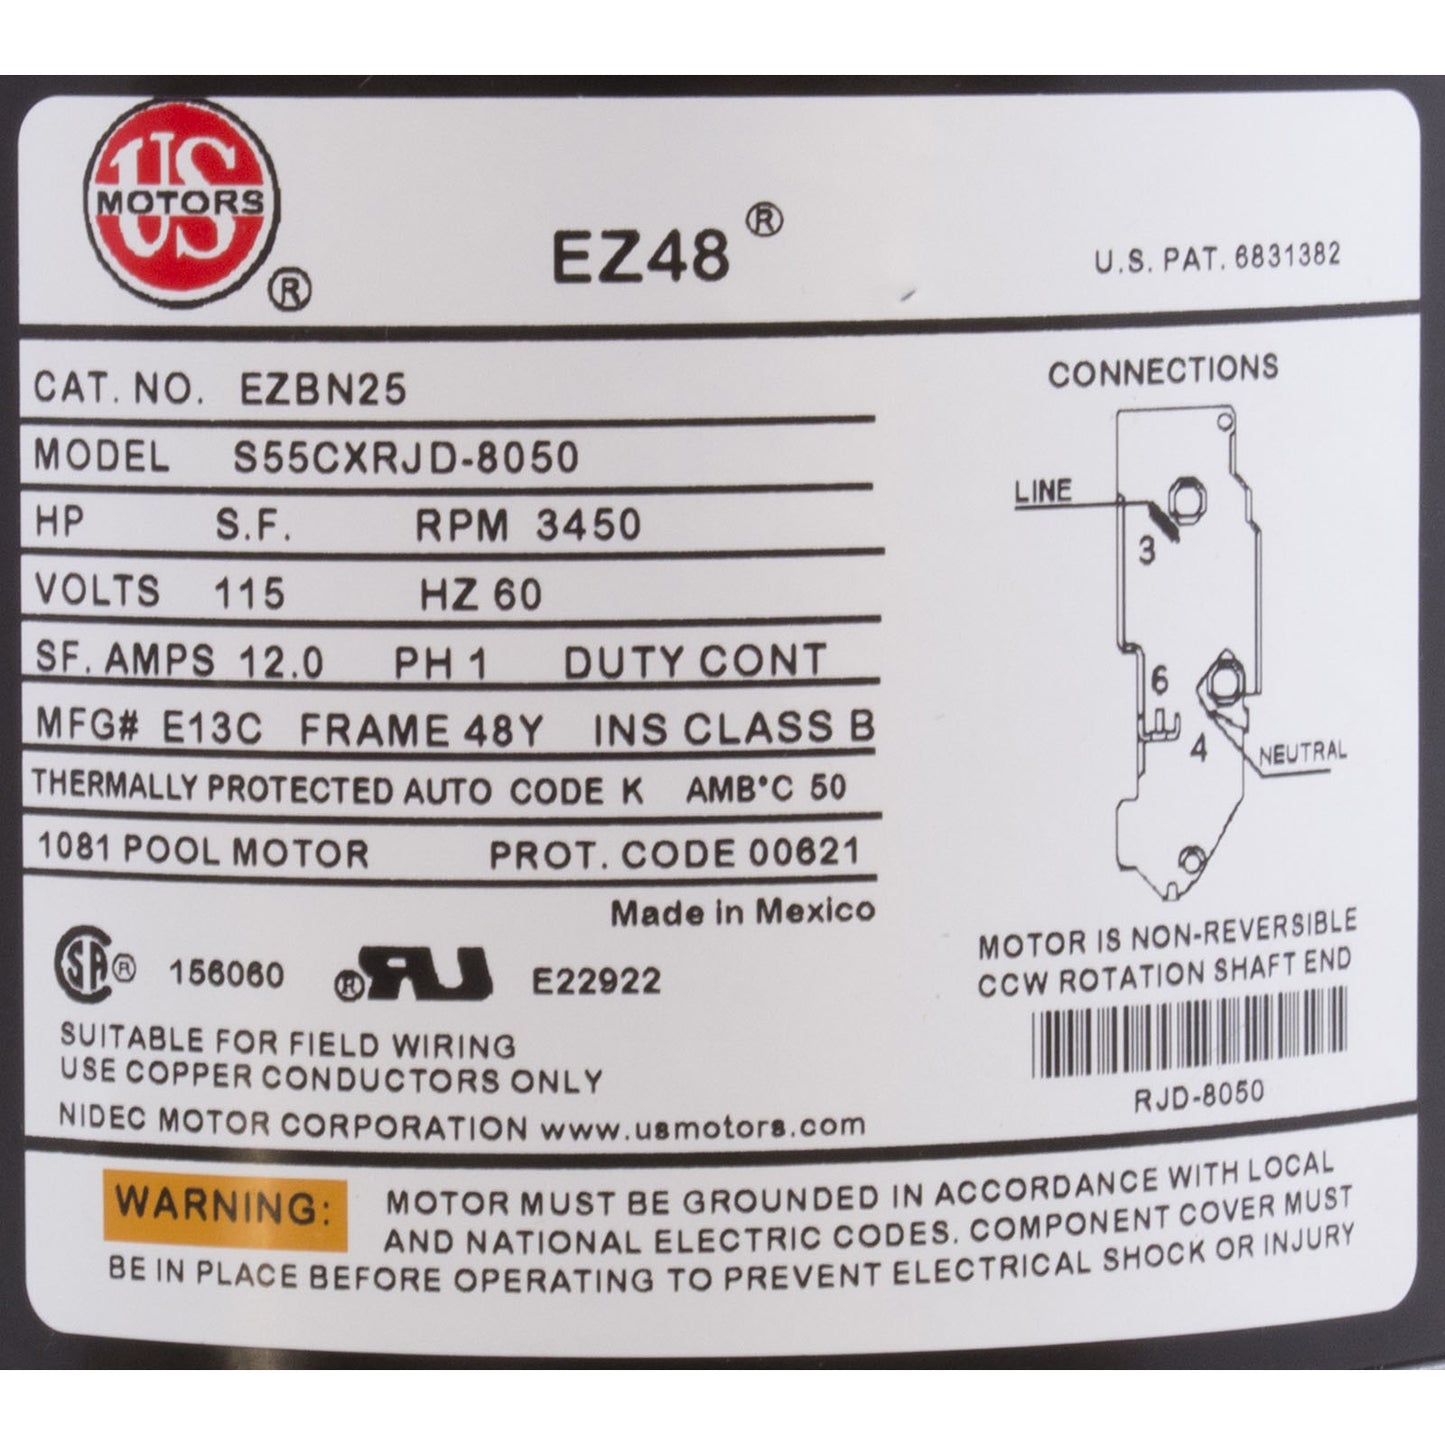 US
MOTORS
®
EZ48 ®
U.S. PAT. 6831382
CAT. NO. EZBN25
MODEL S55CXRJD-8050
HP S.F. RPM 3450
VOLTS 115 HZ 60
SF. AMPS 12.0 PH 1 DUTY CONT
MFG# E13C FRAME 48Y INS CLASS B
THERMALLY PROTECTED AUTO CODE K AMB°C 50
1081 POOL MOTOR PROT. CODE 00621
Made in Mexico
SA ® 156060 ® RU E22922
SUITABLE FOR FIELD WIRING
USE COPPER CONDUCTORS ONLY
NIDEC MOTOR CORPORATION www.usmotors.com
CONNECTIONS
LINE
3
6
4
NEUTRAL
MOTOR IS NON-REVERSIBLE
CCW ROTATION SHAFT END
RJD-8050
WARNING: MOTOR MUST BE GROUNDED IN ACCORDANCE WITH LOCAL
AND NATIONAL ELECTRIC CODES. COMPONENT COVER MUST
BE IN PLACE BEFORE OPERATING TO PREVENT ELECTRICAL SHOCK OR INJURY